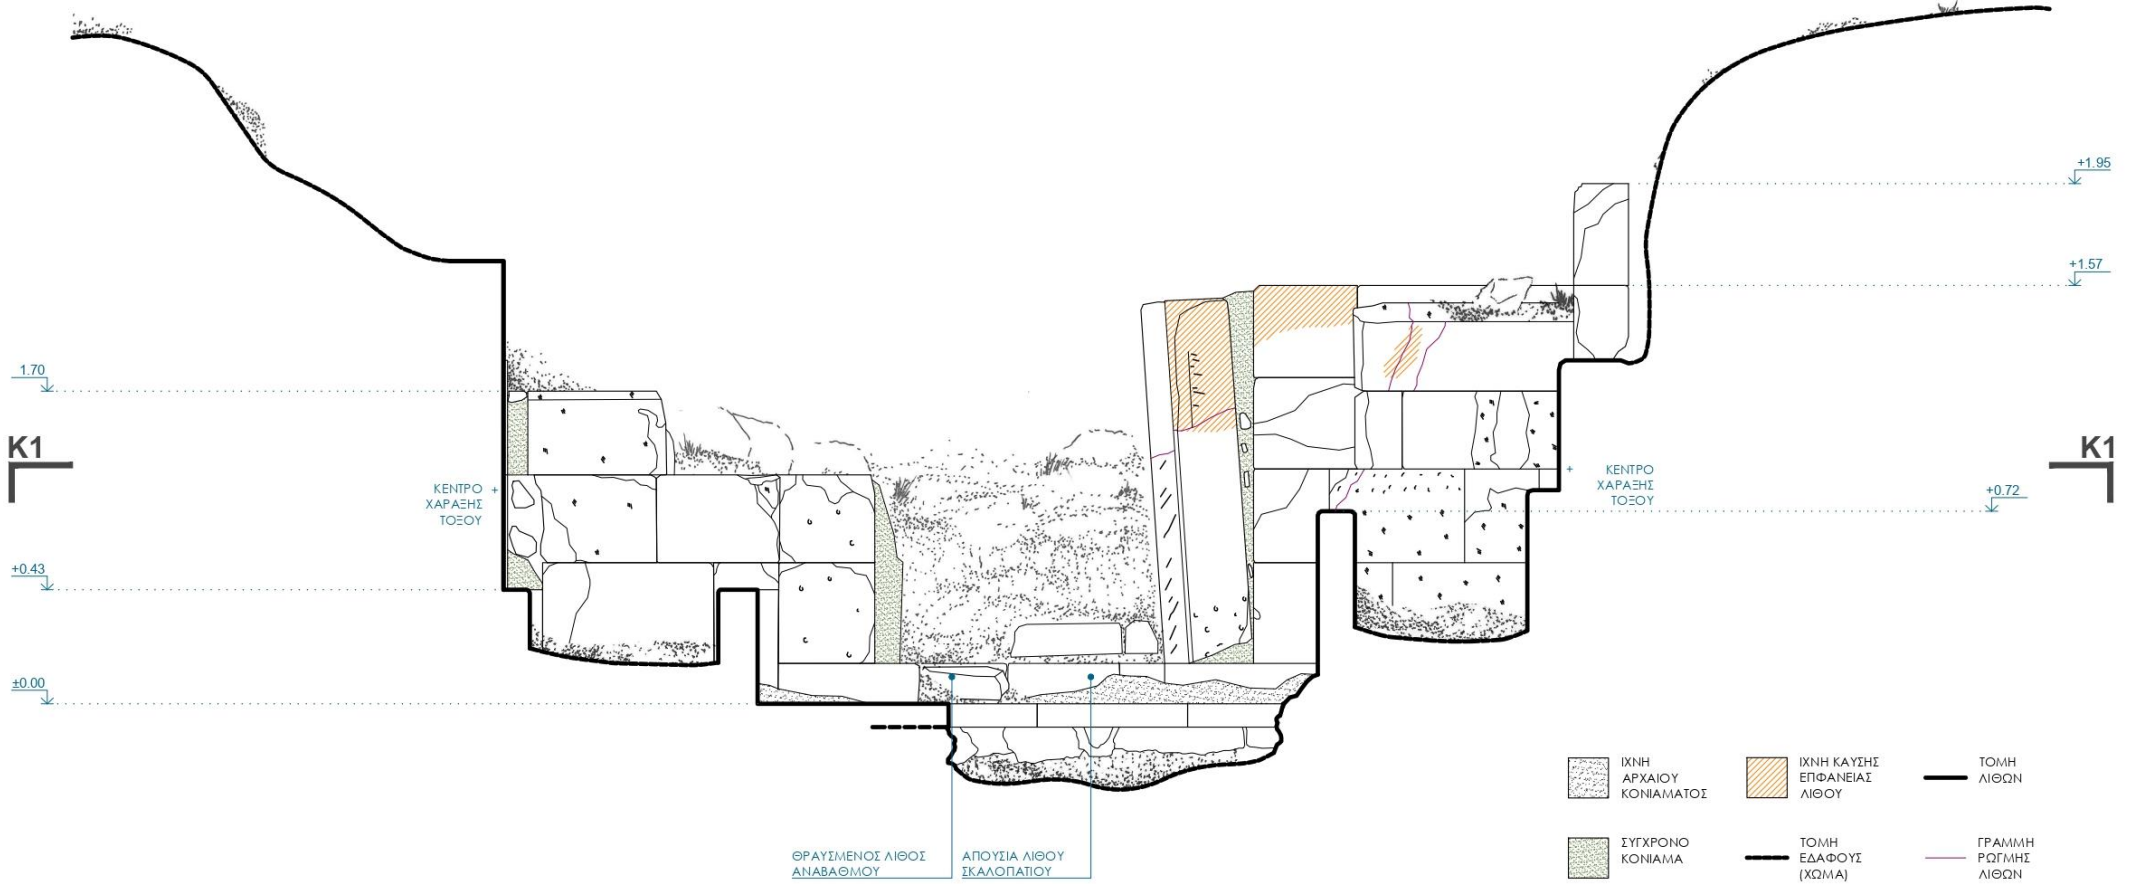 +1.95
+1.57
1.70
K1
K1
ΚΕΝΤΡΟ
ΧΑΡΑΞΗΣ
ΤΟΞΟΥ
ΚΕΝΤΡΟ
ΧΑΡΑΞΗΣ
ΤΟΞΟΥ
+0.72
+0.43
±0.00
ΙΧΝΗ
ΑΡΧΑΙΟΥ
ΚΟΝΙΑΜΑΤΟΣ
ΙΧΝΗ ΚΑΥΣΗΣ
ΕΠΦΑΝΕΙΑΣ
ΛΙΘΟΥ
ΤΟΜΗ
ΛΙΘΩΝ
ΣΥΓΧΡΟΝΟ
ΚΟΝΙΑΜΑ
ΤΟΜΗ
ΕΔΑΦΟΥΣ
(ΧΩΜΑ)
ΓΡΑΜΜΗ
ΡΩΓΜΗΣ
ΛΙΘΩΝ
ΘΡΑΥΣΜΕΝΟΣ ΛΙΘΟΣ
ΑΝΑΒΑΘΜΟΥ
ΑΠΟΥΣΙΑ ΛΙΘΟΥ
ΣΚΑΛΟΠΑΤΙΟΥ